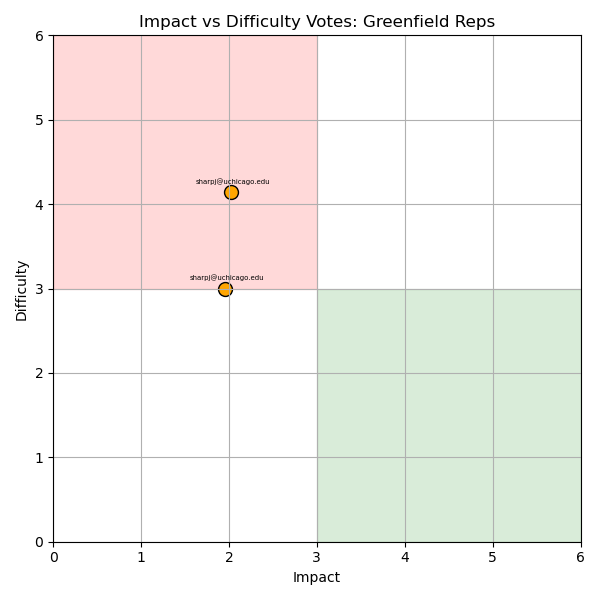 Impact vs Difficulty Votes: Greenfield Reps
6
5
sharpj@uchicago.edu
4
sharpj@uchicago.edu
3
Difficulty
2
1
0
0 1 2 3 4 5 6
Impact